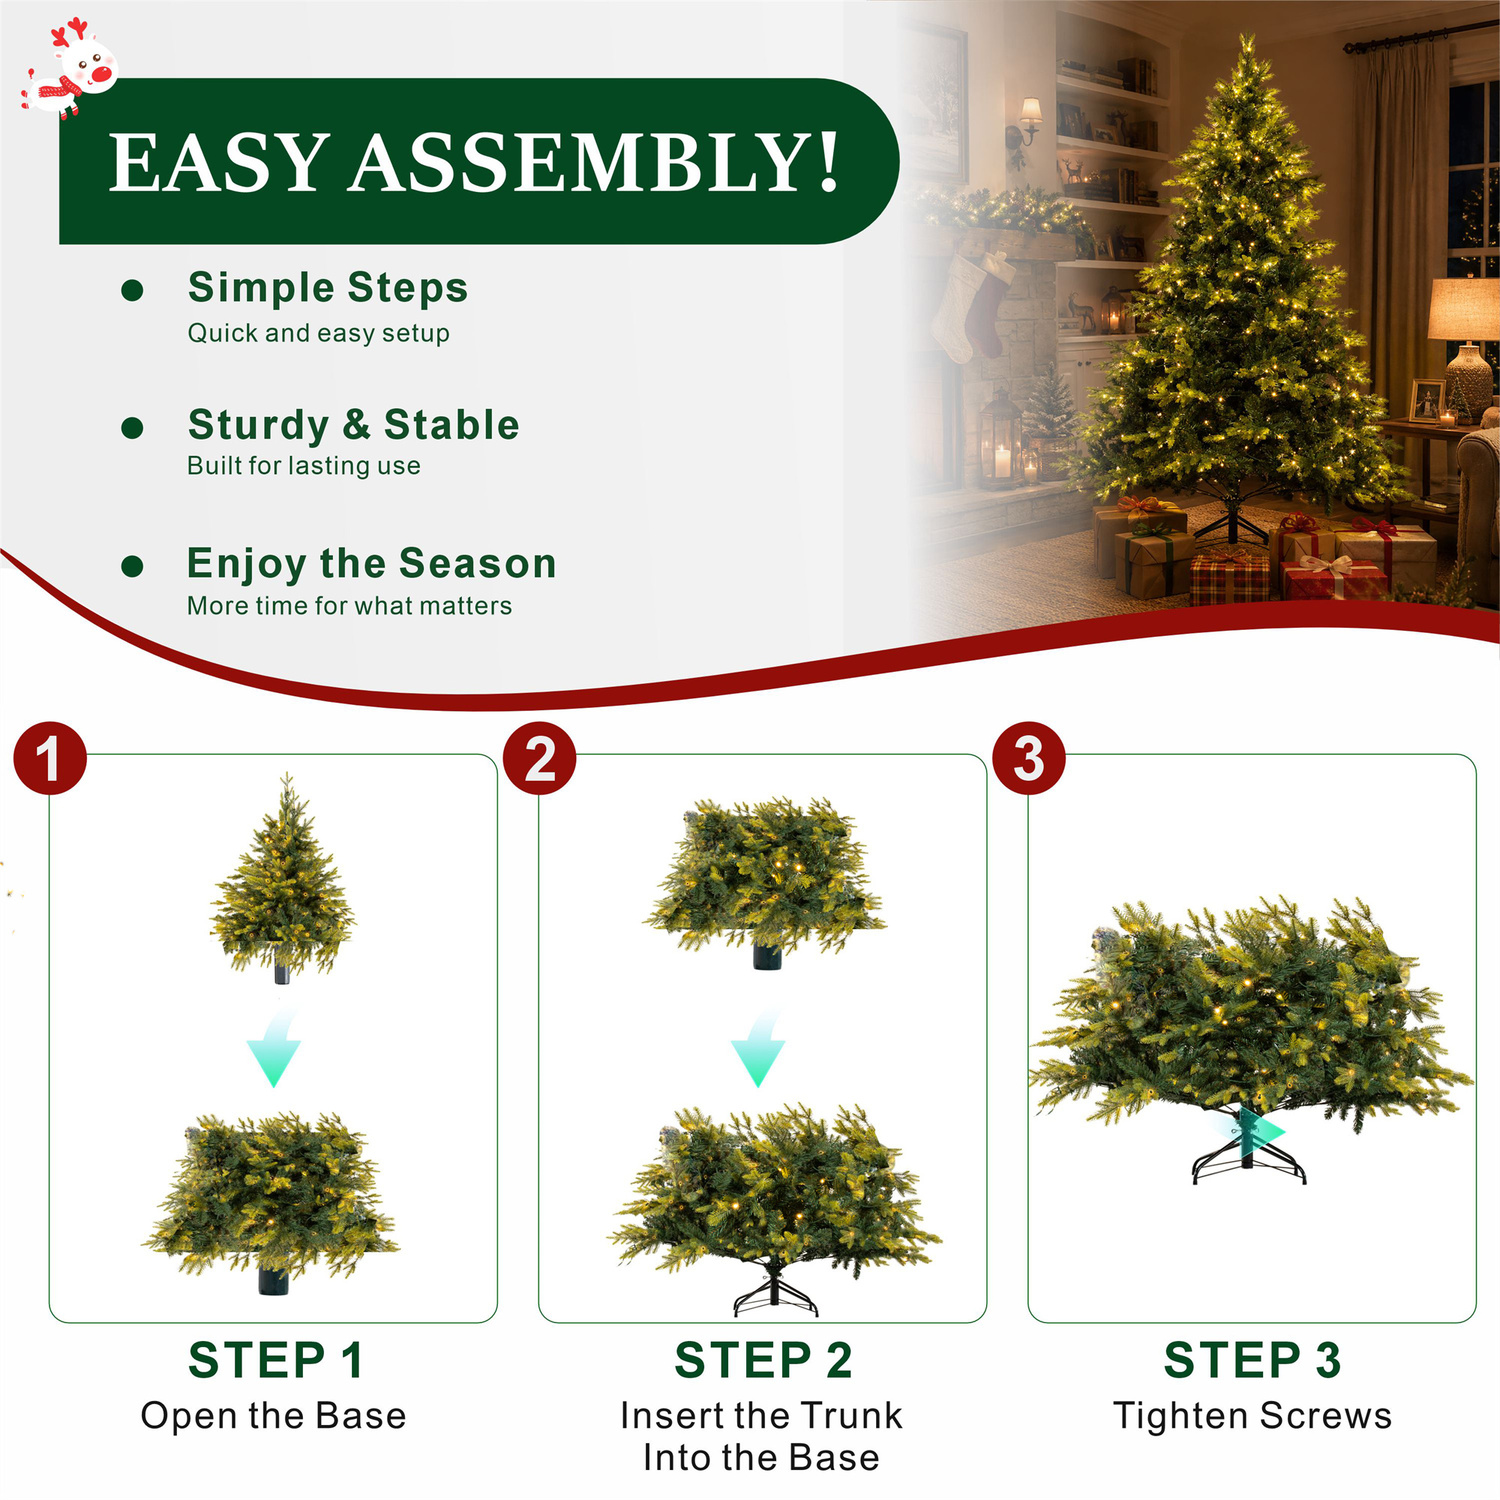 EASY ASSEMBLY!
Simple Steps
Quick and easy setup
Sturdy & Stable
Built for lasting use
Enjoy the Season
More time for what matters
1
2
3
STEP 1
Open the Base
STEP 2
Insert the Trunk
Into the Base
STEP 3
Tighten Screws